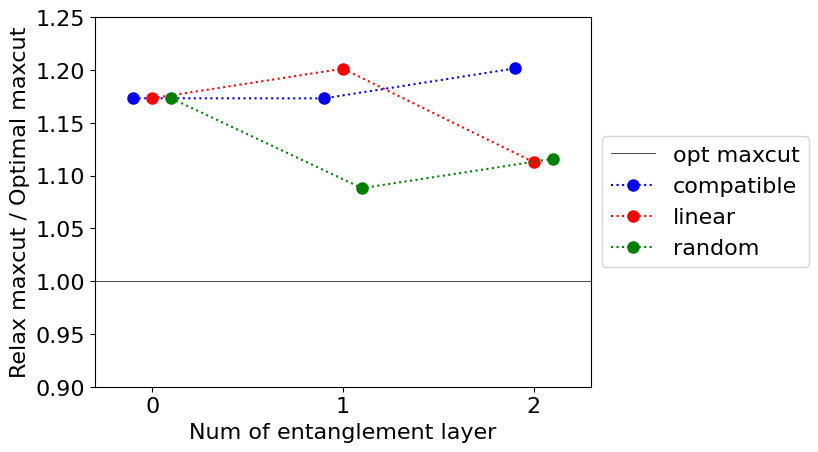 1.25
1.20
1.15
1.10
1.05
1.00
0.95
0.90
Relax maxcut / Optimal maxcut
0 1 2
Num of entanglement layer
opt maxcut
compatible
linear
random